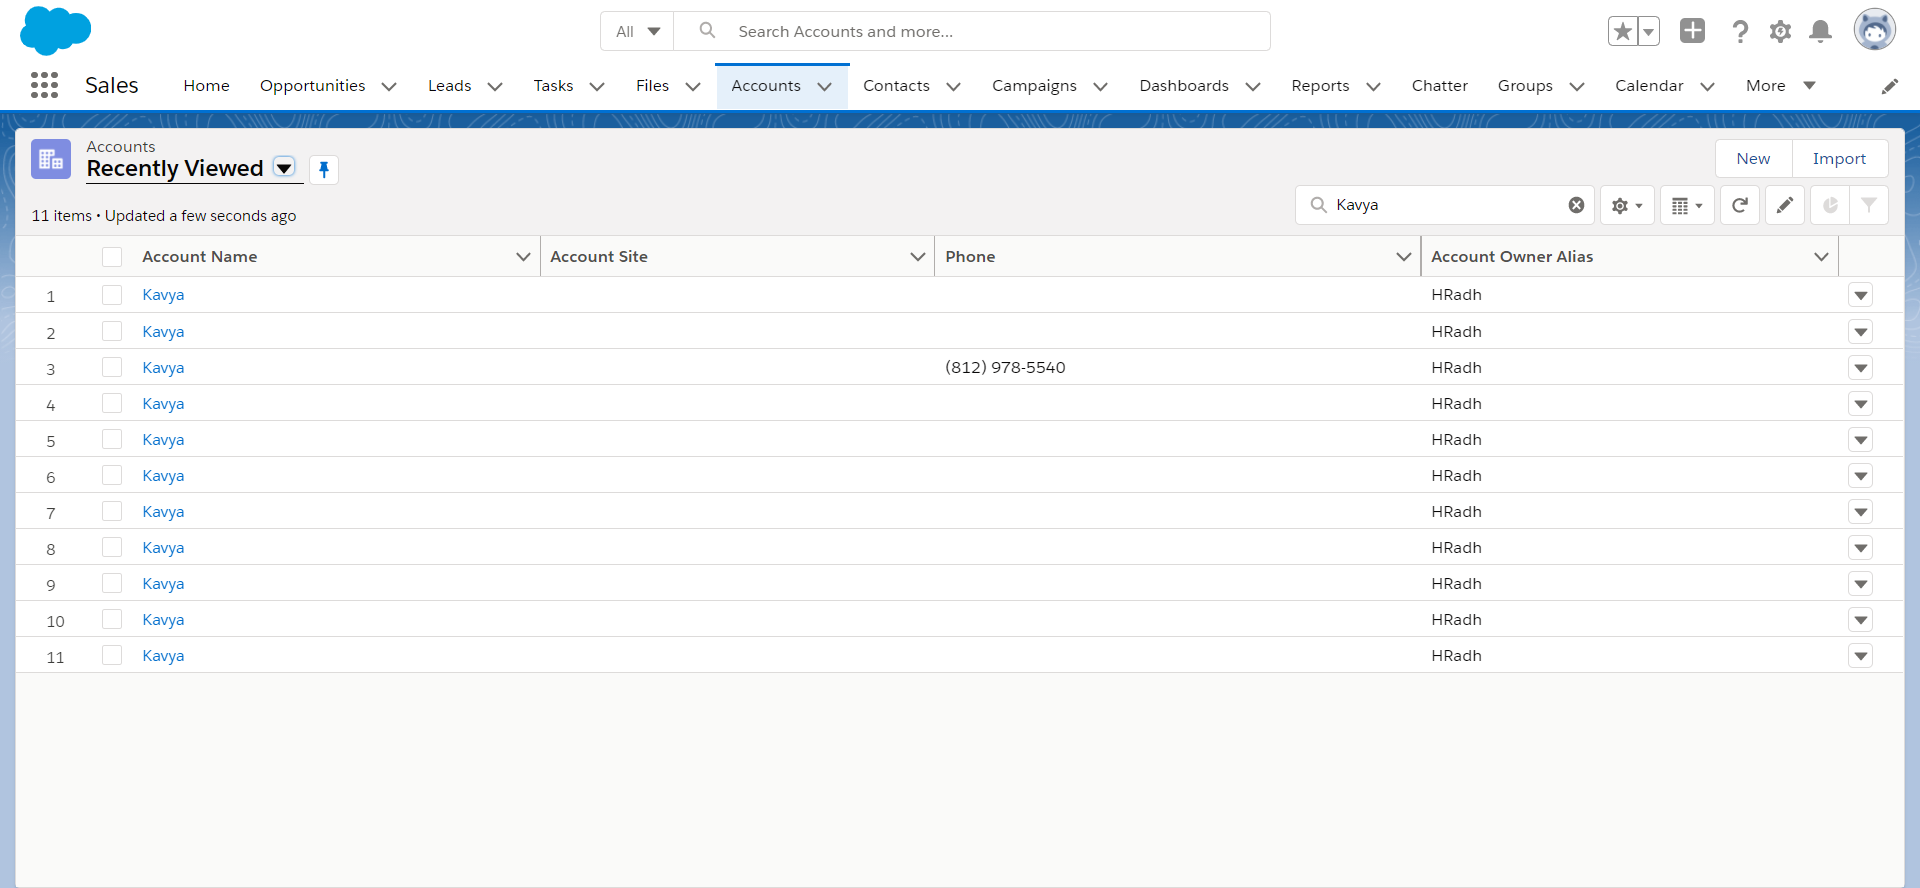 All
Search Accounts and more...
Sales
Home
Opportunities
Leads
Tasks
Files
Accounts
Contacts
Campaigns
Dashboards
Reports
Chatter
Groups
Calendar
More
Accounts
Recently Viewed
New
Import
11 items • Updated a few seconds ago
Kavya
Account Name
Account Site
Phone
Account Owner Alias
1 Kavya HRadh
2 Kavya HRadh
3 Kavya (812) 978-5540 HRadh
4 Kavya HRadh
5 Kavya HRadh
6 Kavya HRadh
7 Kavya HRadh
8 Kavya HRadh
9 Kavya HRadh
10 Kavya HRadh
11 Kavya HRadh